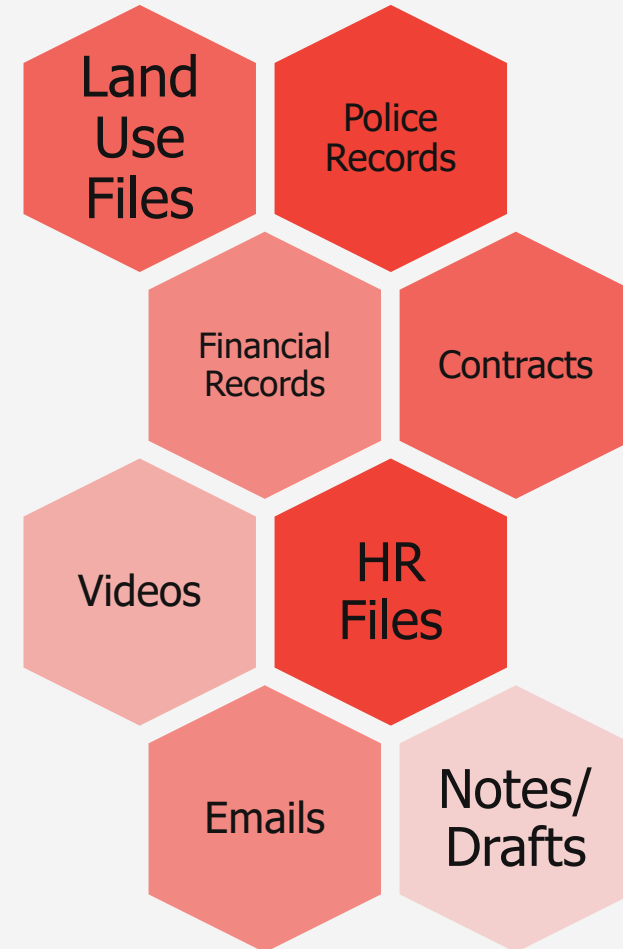 Land
Use
Files
Police
Records
Financial
Records
Contracts
Videos
HR
Files
Emails
Notes/
Drafts